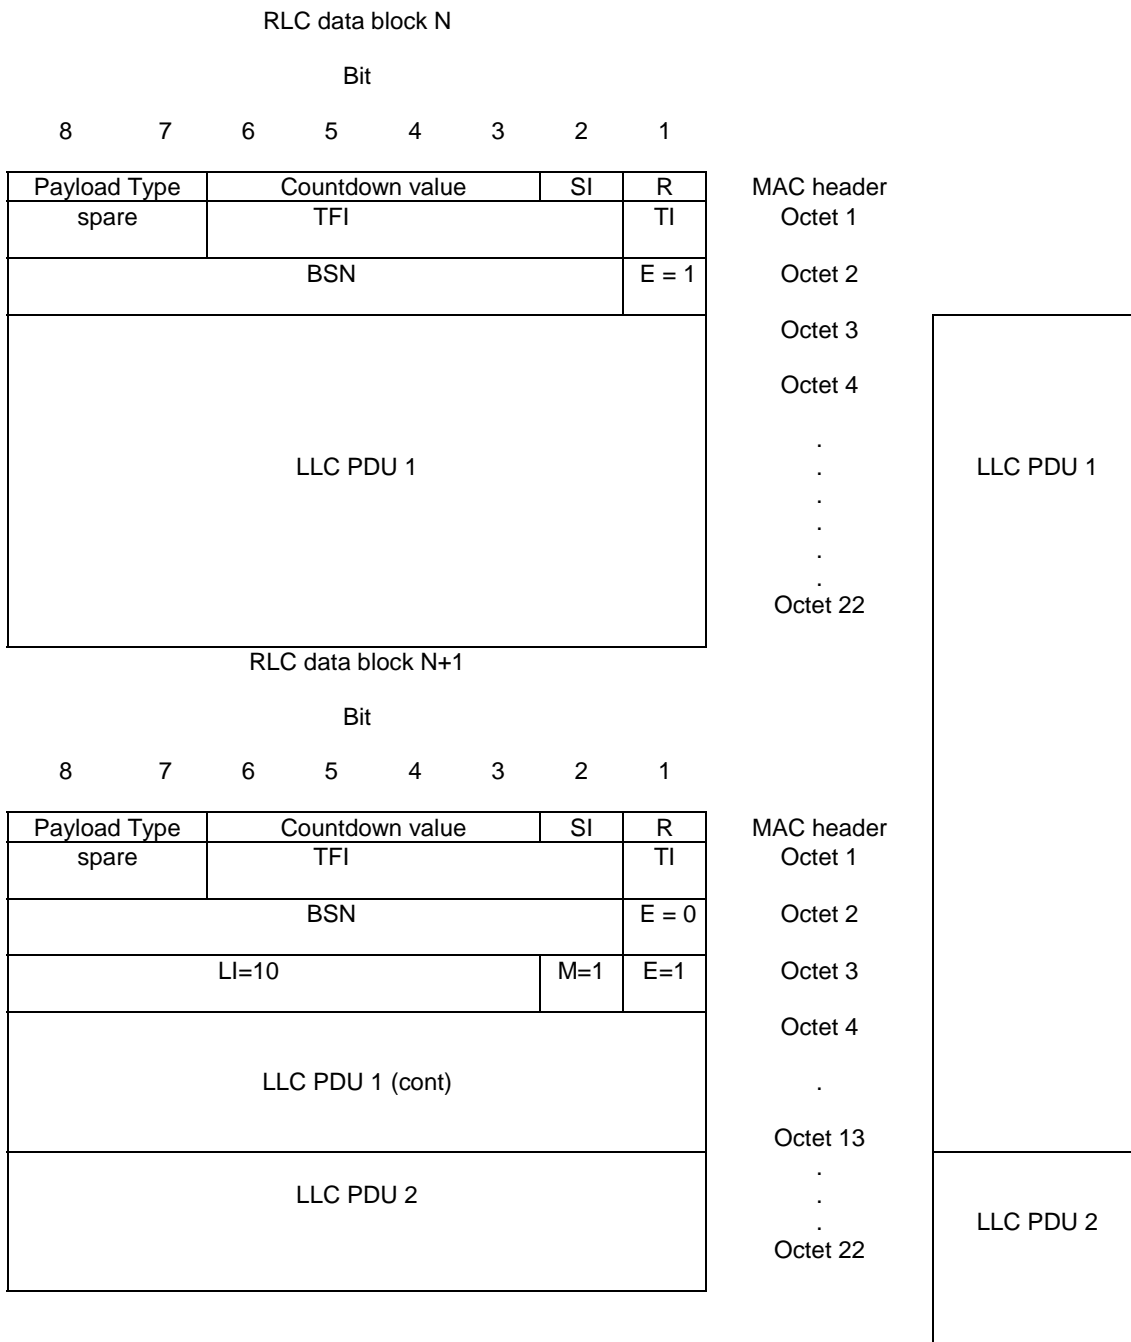 RLC data block N
Bit
8 7 6 5 4 3 2 1
Payload Type Countdown value SI R MAC header
spare TFI TI Octet 1
BSN E = 1 Octet 2
Octet 3
Octet 4
.
LLC PDU 1 . LLC PDU 1
.
.
.
.
Octet 22
RLC data block N+1
Bit
8 7 6 5 4 3 2 1
Payload Type Countdown value SI R MAC header
spare TFI TI Octet 1
BSN E = 0 Octet 2
LI=10 M=1 E=1 Octet 3
Octet 4
LLC PDU 1 (cont) .
Octet 13
.
LLC PDU 2 .
. LLC PDU 2
Octet 22